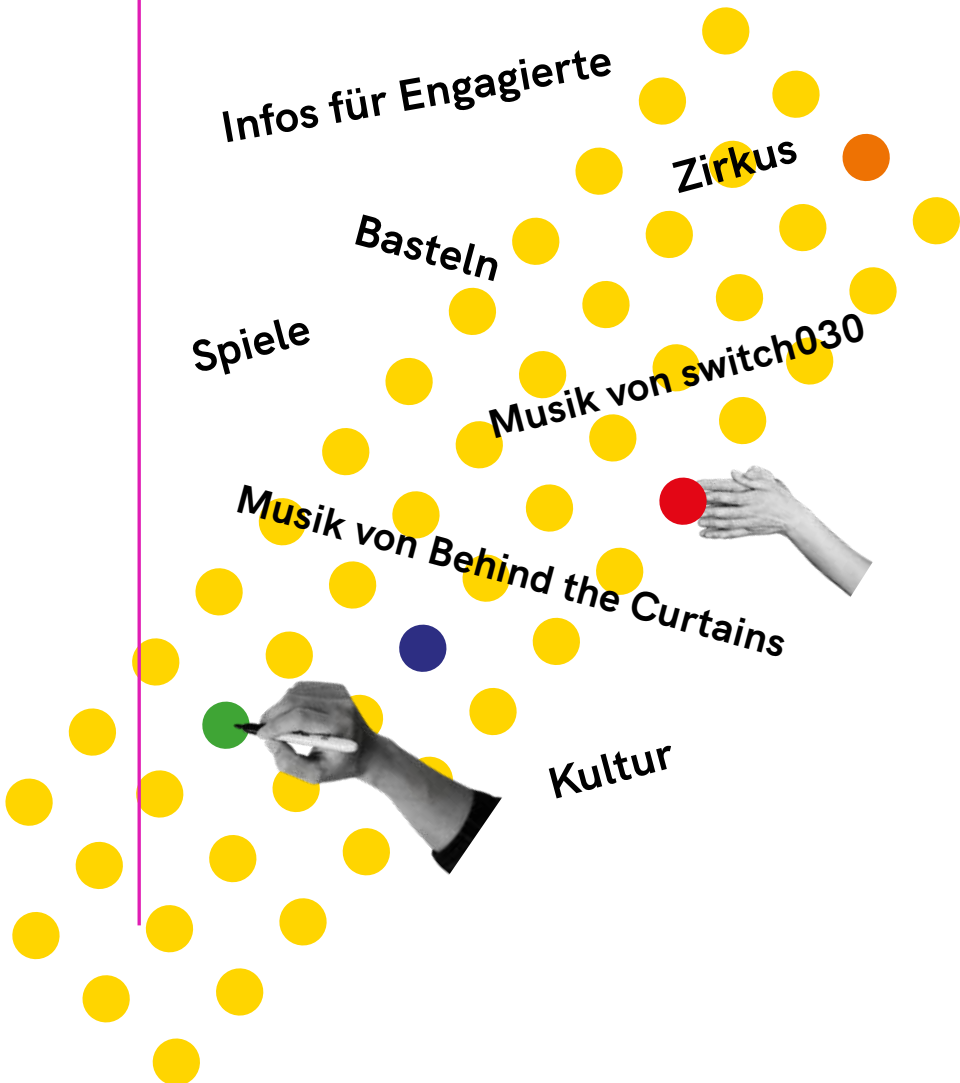 Infos für Engagierte
Zirkus
Basteln
Spiele
Musik von switch030
Musik von Behind the Curtains
Kultur